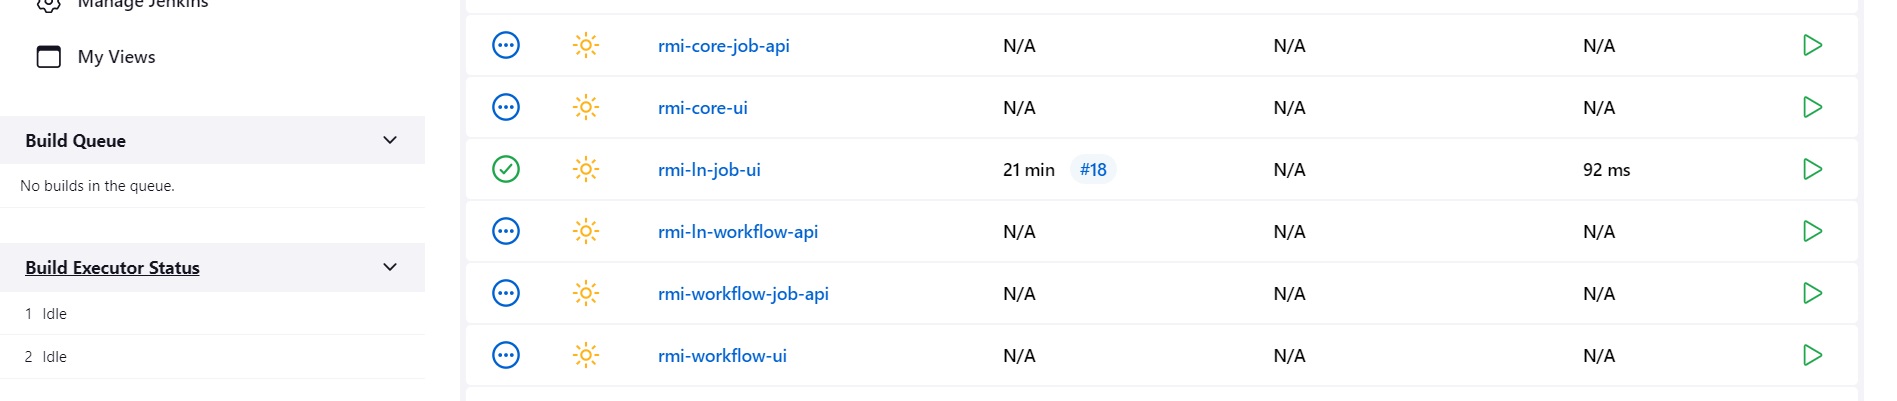 Manage Jenkins
My Views
Build Queue
No builds in the queue.
Build Executor Status
1 Idle
2 Idle
rmi-core-job-api N/A N/A N/A
rmi-core-ui N/A N/A N/A
rmi-ln-job-ui 21 min #18 N/A 92 ms
rmi-ln-workflow-api N/A N/A N/A
rmi-workflow-job-api N/A N/A N/A
rmi-workflow-ui N/A N/A N/A